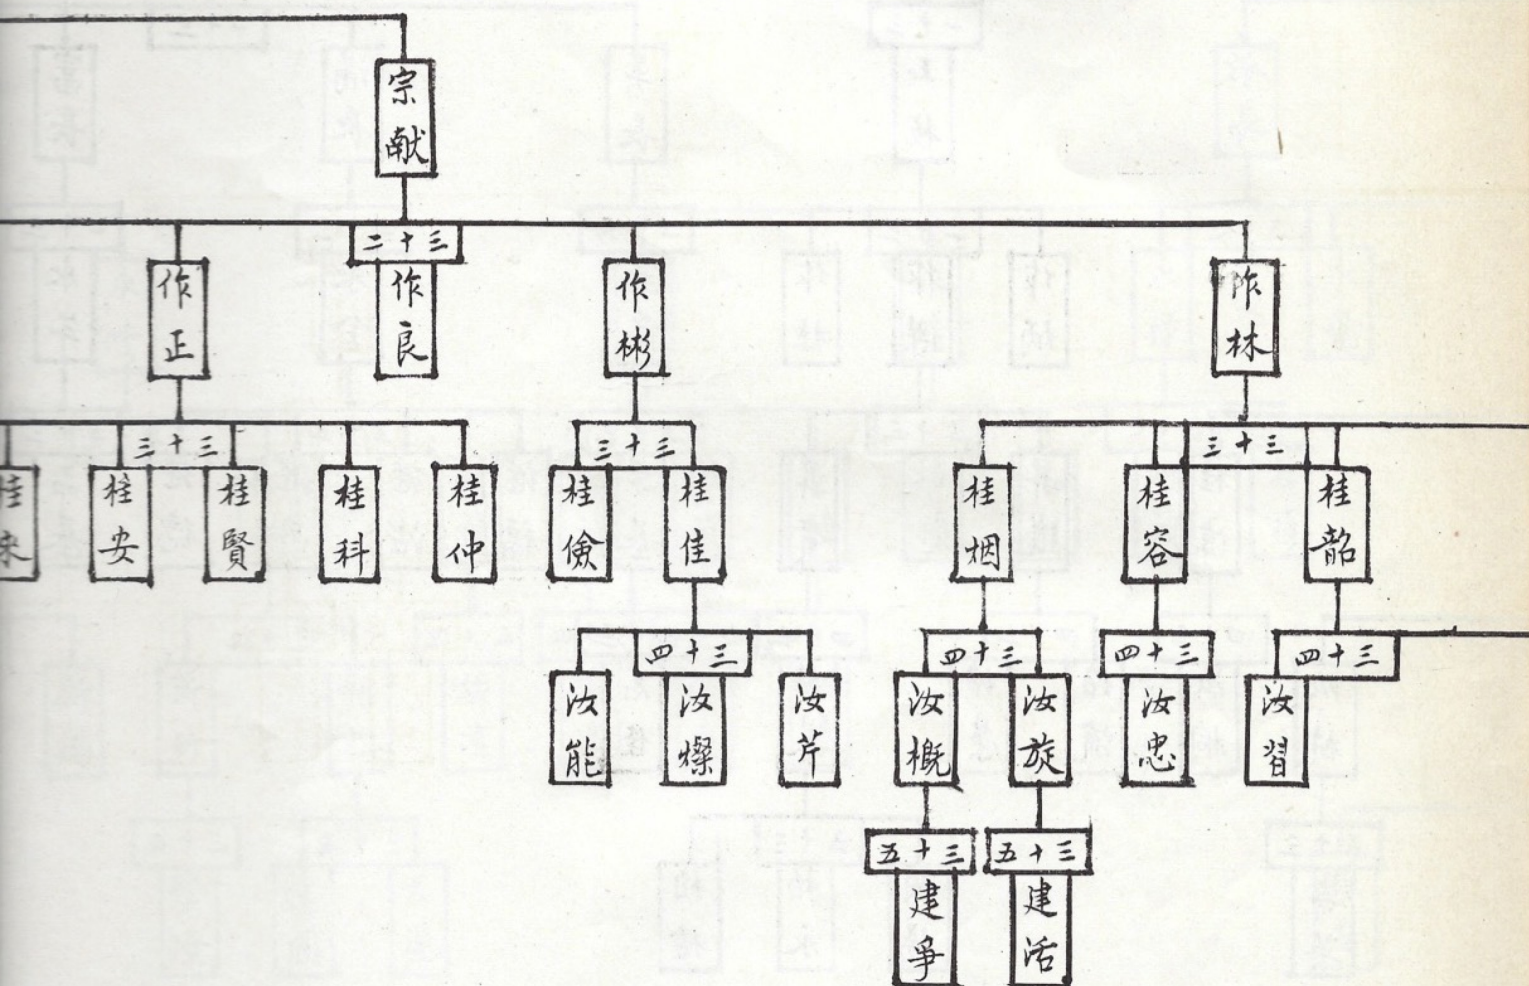 宗献
二十三
作林
作彬
作良
作正
三十三
三十三
三十三
桂韶
桂容
桂烟
桂佳
桂儉
桂仲
桂科
桂賢
桂安
桂
四十三
四十三
四十三
四十三
汝習
汝忠
汝旋
汝概
汝芹
汝燦
汝能
五十三
五十三
建活
建爭